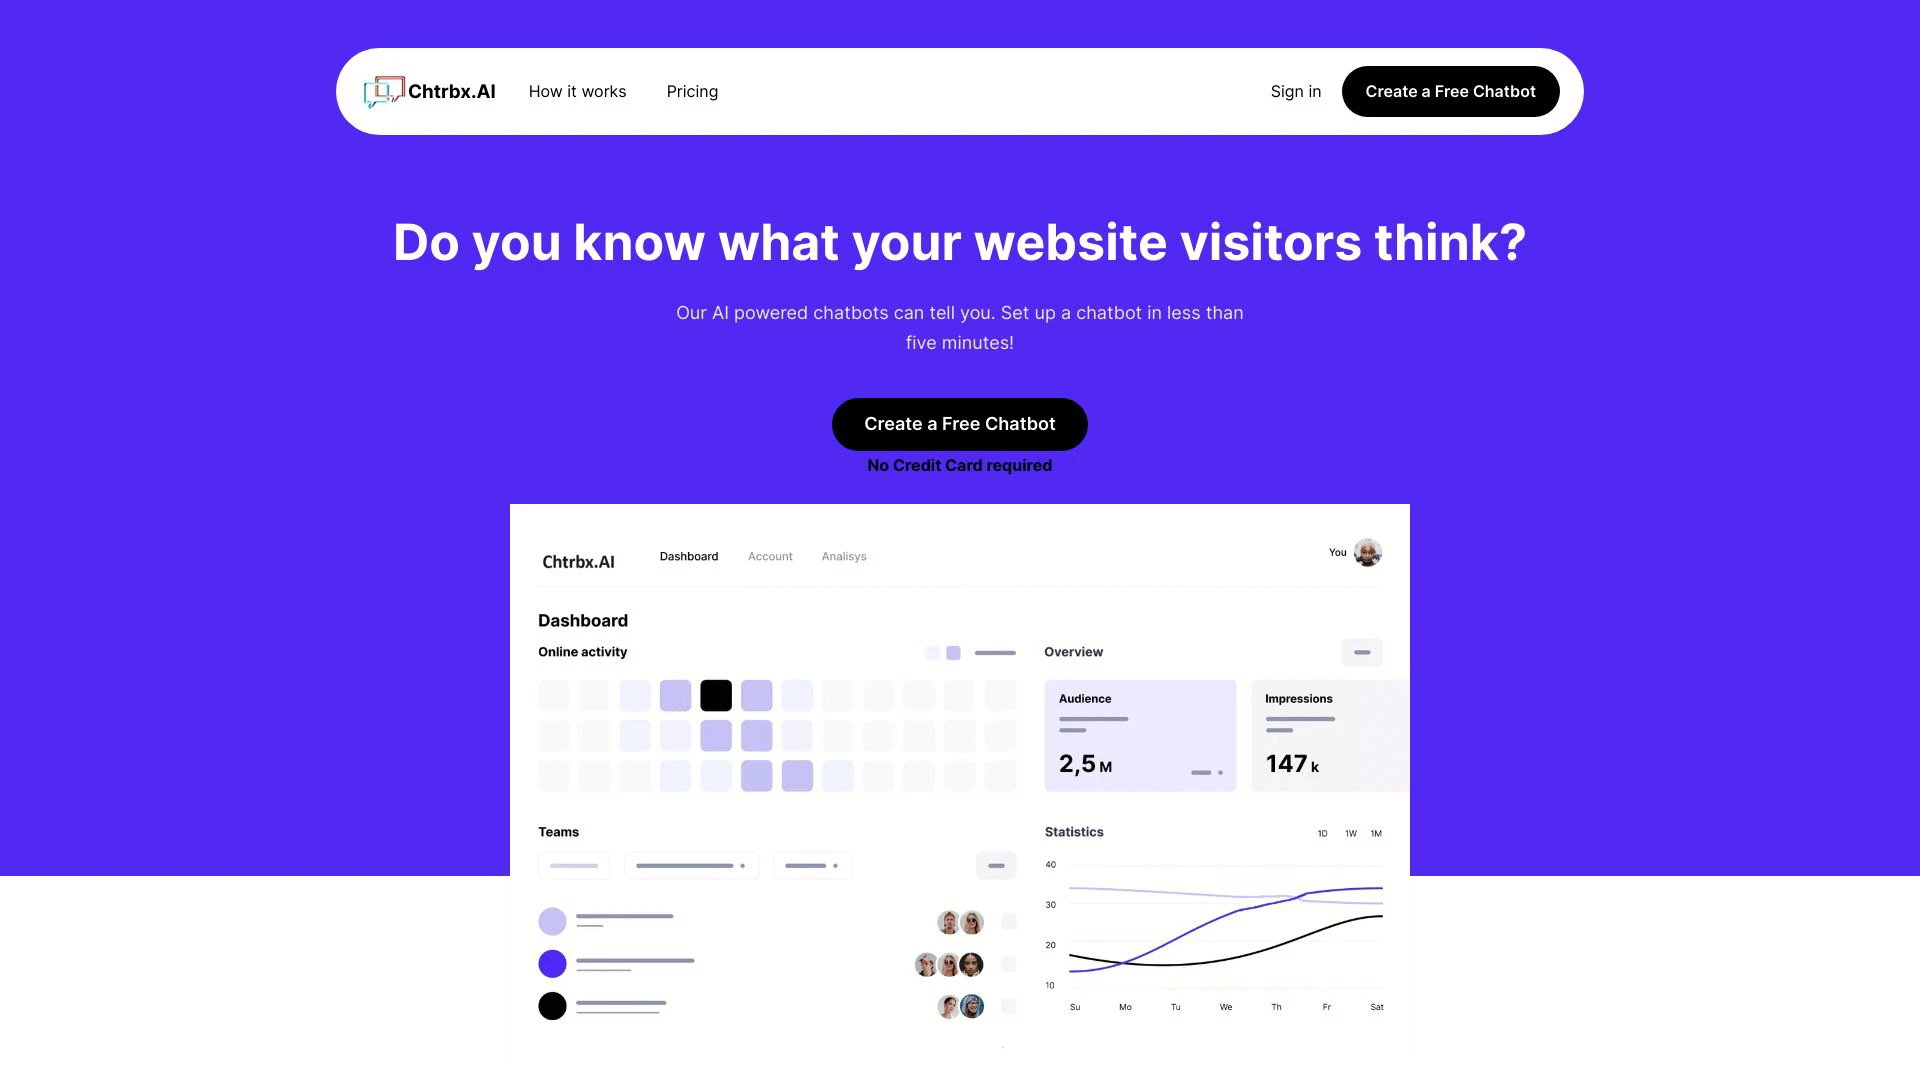 Chtrbx.AI
How it works
Pricing
Sign in
Create a Free Chatbot
Do you know what your website visitors think?
Our AI powered chatbots can tell you. Set up a chatbot in less than
five minutes!
Create a Free Chatbot
No Credit Card required
Chtrbx.AI
Dashboard
Account
Analisys
You
Dashboard
Online activity
Overview
Audience
2,5 M
Impressions
147 k
Teams
Statistics
1D
1W
1M
40
30
20
10
Su
Mo
Tu
We
Th
Fr
Sat